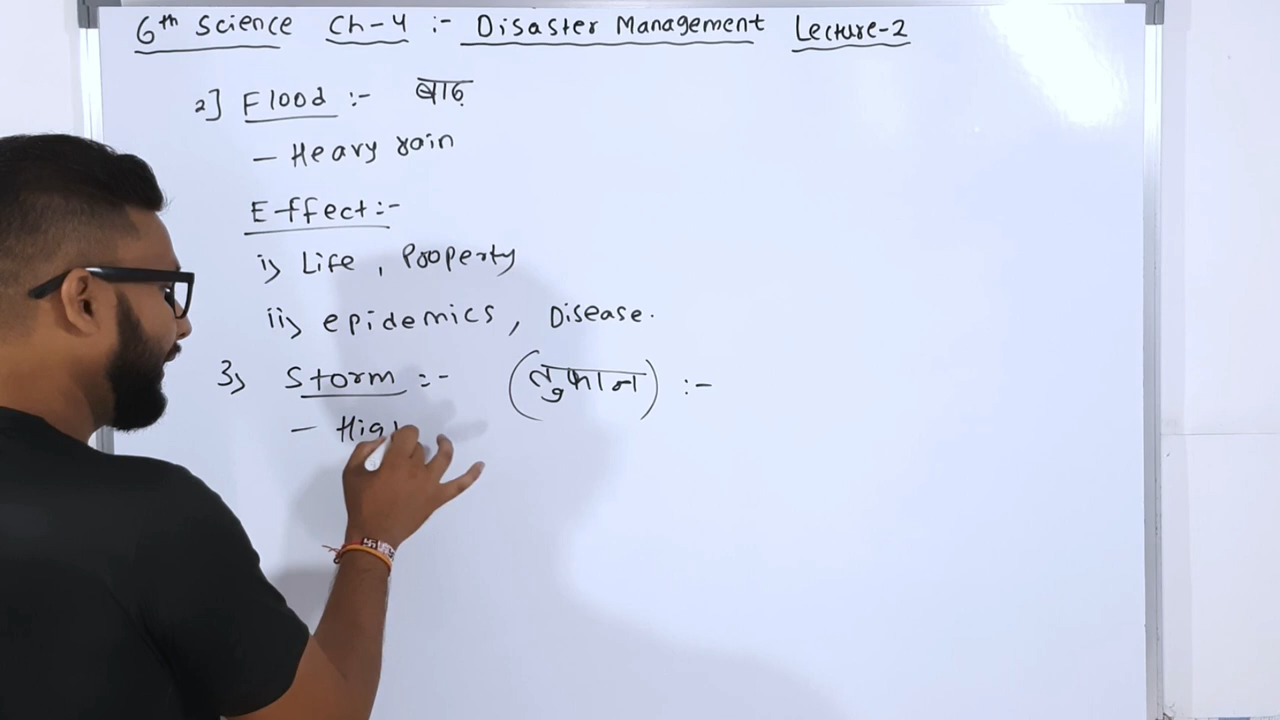 6th Science Ch-4 :- Disaster Management Lecture-2
2] Flood :- बाढ़
- Heavy rain
Effect:-
i) Life , Property
ii) epidemics , Disease.
3) Storm :- (तुफान) :-
- High